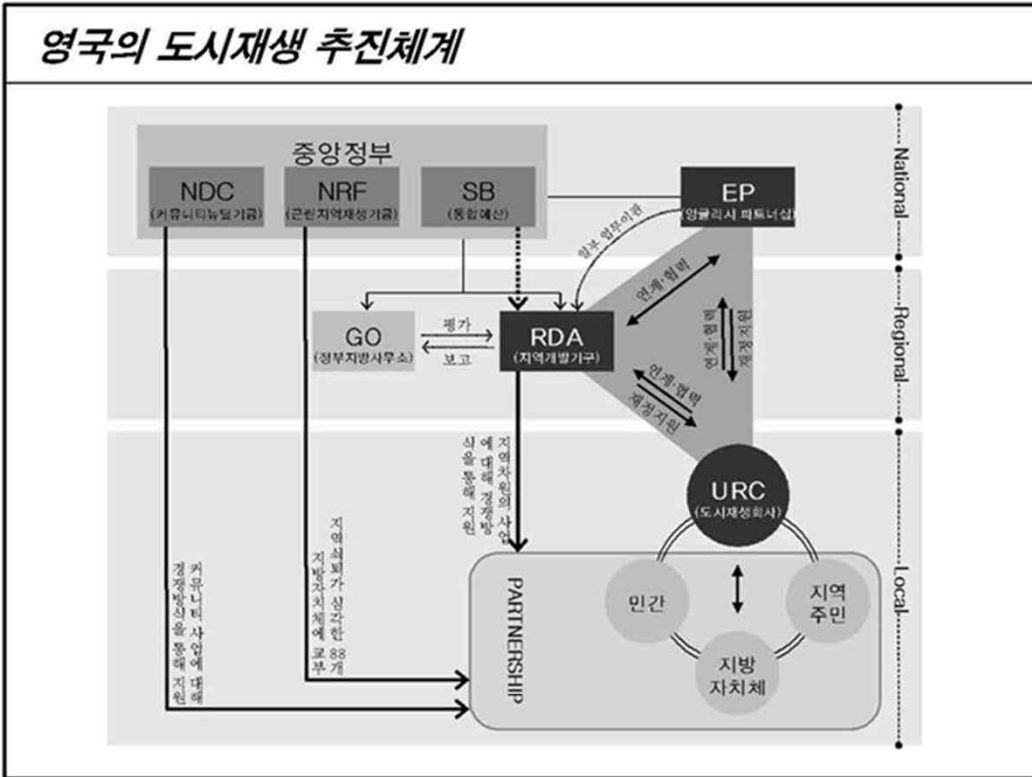 영국의 도시재생 추진체계
중앙정부
NDC
(커뮤니티뉴딜기금)
NRF
(근린지역재생기금)
SB
(통합예산)
EP
(잉글리시 파트너십)
National
일부 업무이관
연계·협력
연계·협력
재정지원
GO
(정부지방사무소)
평가
보고
RDA
(지역개발기구)
연계·협력
재정지원
Regional
지역차원의 사업
에 대해 경쟁방
식을 통해 지원
URC
(도시재생회사)
지역쇠퇴가 심각한 88개
지방자치체에 교부
커뮤니티 사업에 대해
경쟁방식을 통해 지원
PARTNERSHIP
민간
지역
주민
지방
자치체
Local